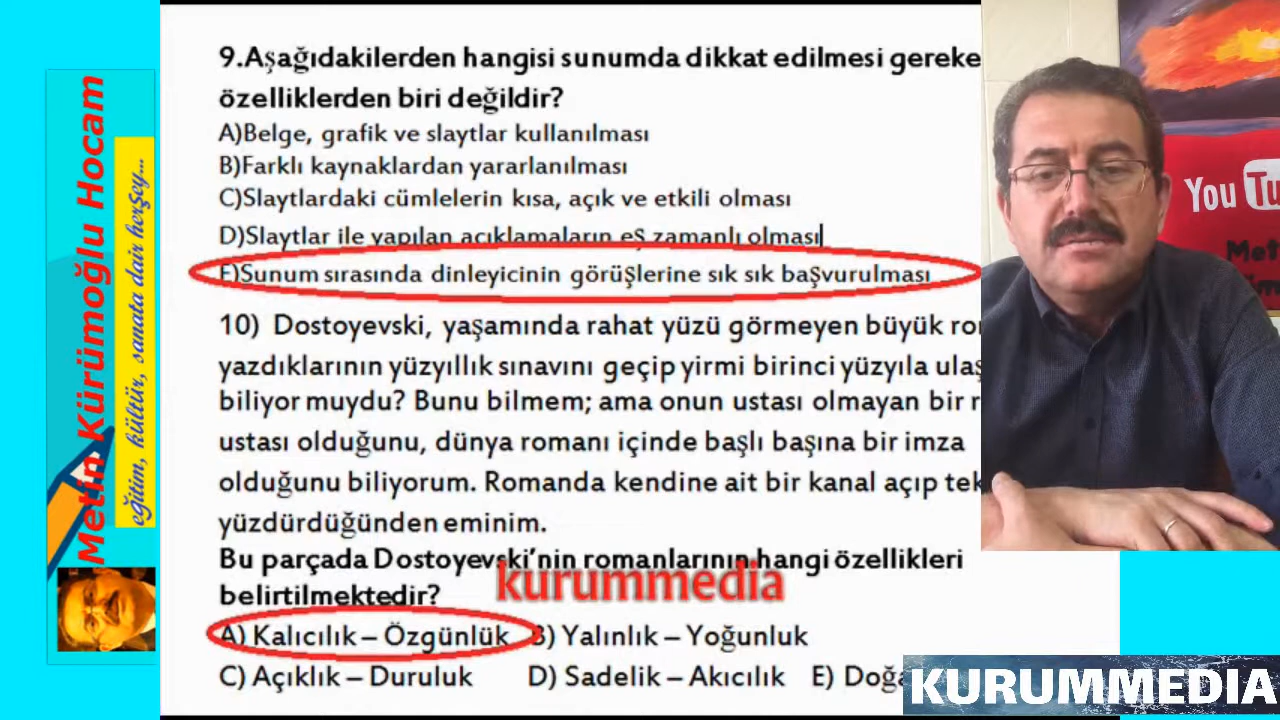 Metin Kürümoğlu Hocam
eğitim, kültür, sanata dair herşey...
9.Aşağıdakilerden hangisi sunumda dikkat edilmesi gereke
özelliklerden biri değildir?
A)Belge, grafik ve slaytlar kullanılması
B)Farklı kaynaklardan yararlanılması
C)Slaytlardaki cümlelerin kısa, açık ve etkili olması
D)Slaytlar ile yapılan açıklamaların eş zamanlı olması
E)Sunum sırasında dinleyicinin görüşlerine sık sık başvurulması
10) Dostoyevski, yaşamında rahat yüzü görmeyen büyük ro
yazdıklarının yüzyıllık sınavını geçip yirmi birinci yüzyıla ulaş
biliyor muydu? Bunu bilmem; ama onun ustası olmayan bir r
ustası olduğunu, dünya romanı içinde başlı başına bir imza
olduğunu biliyorum. Romanda kendine ait bir kanal açıp tek
yüzdürdüğünden eminim.
Bu parçada Dostoyevski’nin romanlarının hangi özellikleri
belirtilmektedir?
kurummedia
A) Kalıcılık – Özgünlük B) Yalınlık – Yoğunluk
C) Açıklık – Duruluk D) Sadelik – Akıcılık E) Doğa
You Tu
Met
KURUMMEDIA